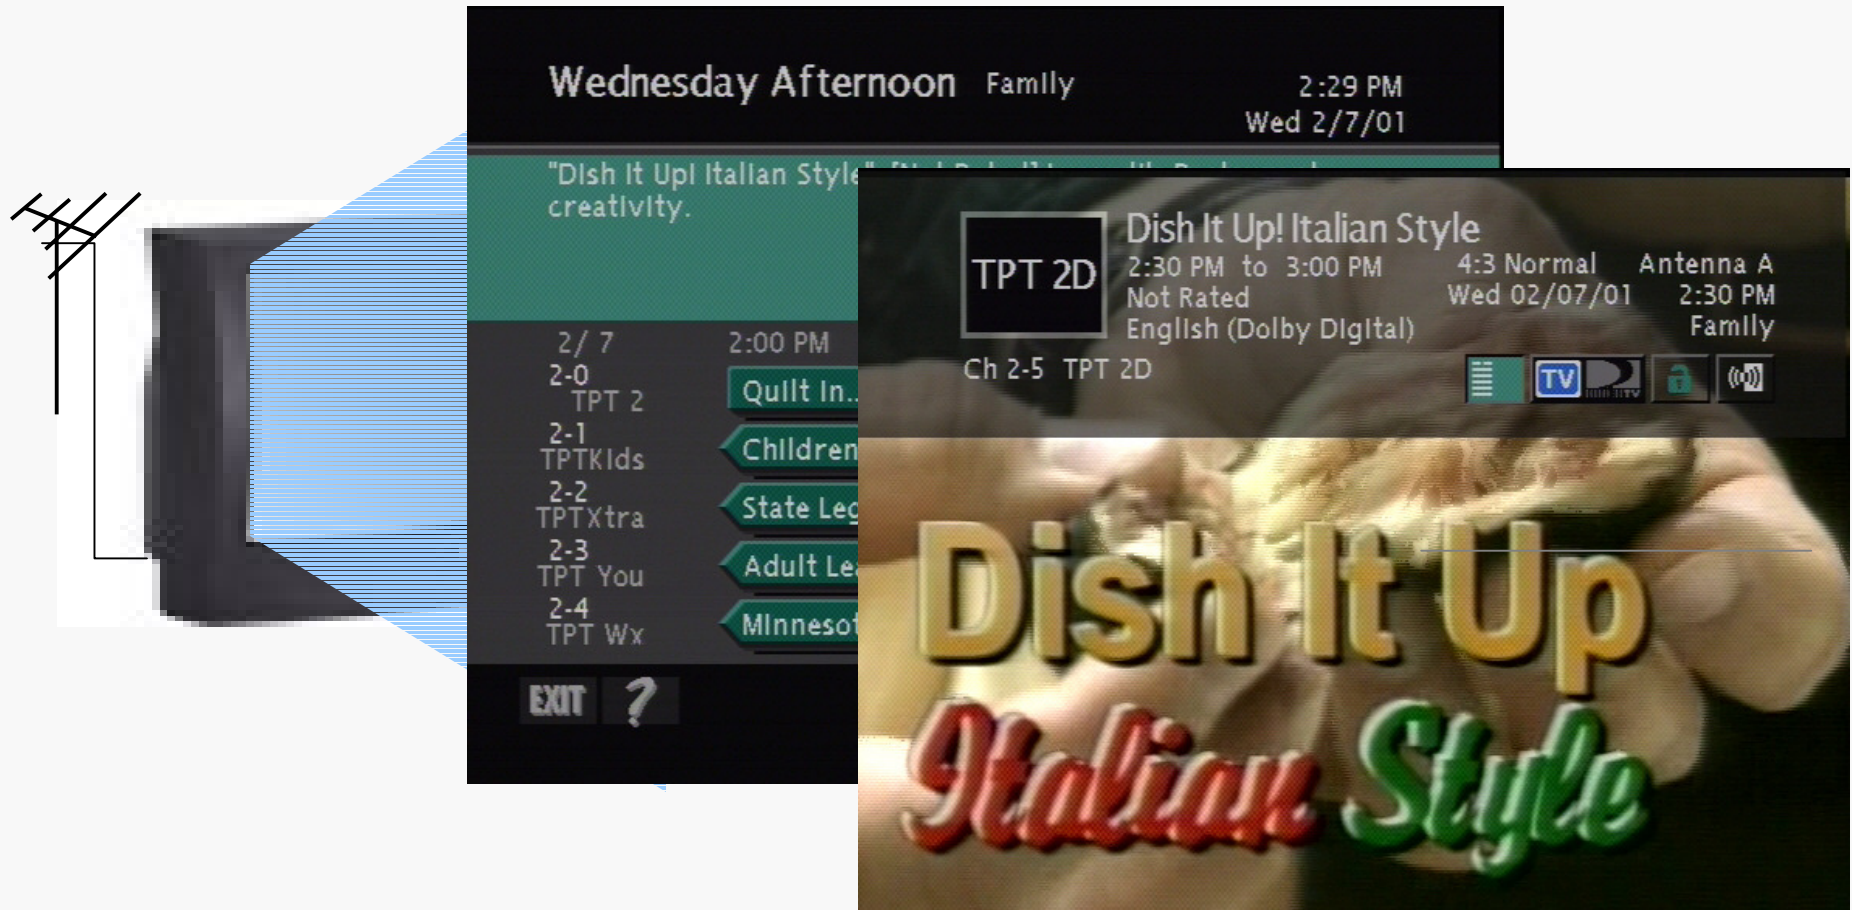 Wednesday Afternoon Family
2:29 PM
Wed 2/7/01
"Dish It Up! Italian Style"
creativity.
2/ 7 2:00 PM
2-0
TPT 2
Quilt In..
2-1
TPTKids
Children
2-2
TPTXtra
State Leg
2-3
TPT You
Adult Lea
2-4
TPT Wx
Minnesot
EXIT ?
TPT 2D
Dish It Up! Italian Style
2:30 PM to 3:00 PM 4:3 Normal Antenna A
Not Rated Wed 02/07/01 2:30 PM
English (Dolby Digital) Family
Ch 2-5 TPT 2D
TV
Dish It Up
Italian Style